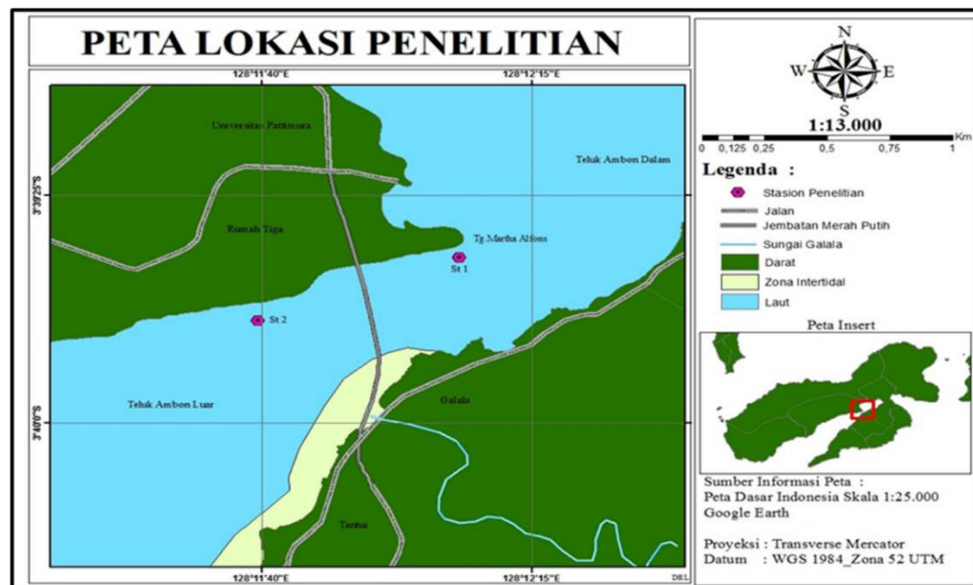 PETA LOKASI PENELITIAN
128°11'40"E
128°12'15"E
Universitas Pattimura
Teluk Ambon Dalam
3°39'25"S
Rumah Tiga
Tg.Martha Alfons
St 1
St 2
Teluk Ambon Luar
Galala
3°40'0"S
Tantui
128°11'40"E
128°12'15"E
DEL
N
W
E
S
1:13.000
Km
0
0,125
0,25
0,5
0,75
1
Legenda :
Stasion Penelitian
Jalan
Jembatan Merah Putih
Sungai Galala
Darat
Zona Intertidal
Laut
Peta Insert
Sumber Informasi Peta :
Peta Dasar Indonesia Skala 1:25.000
Google Earth
Proyeksi : Transverse Mercator
Datum : WGS 1984_Zona 52 UTM